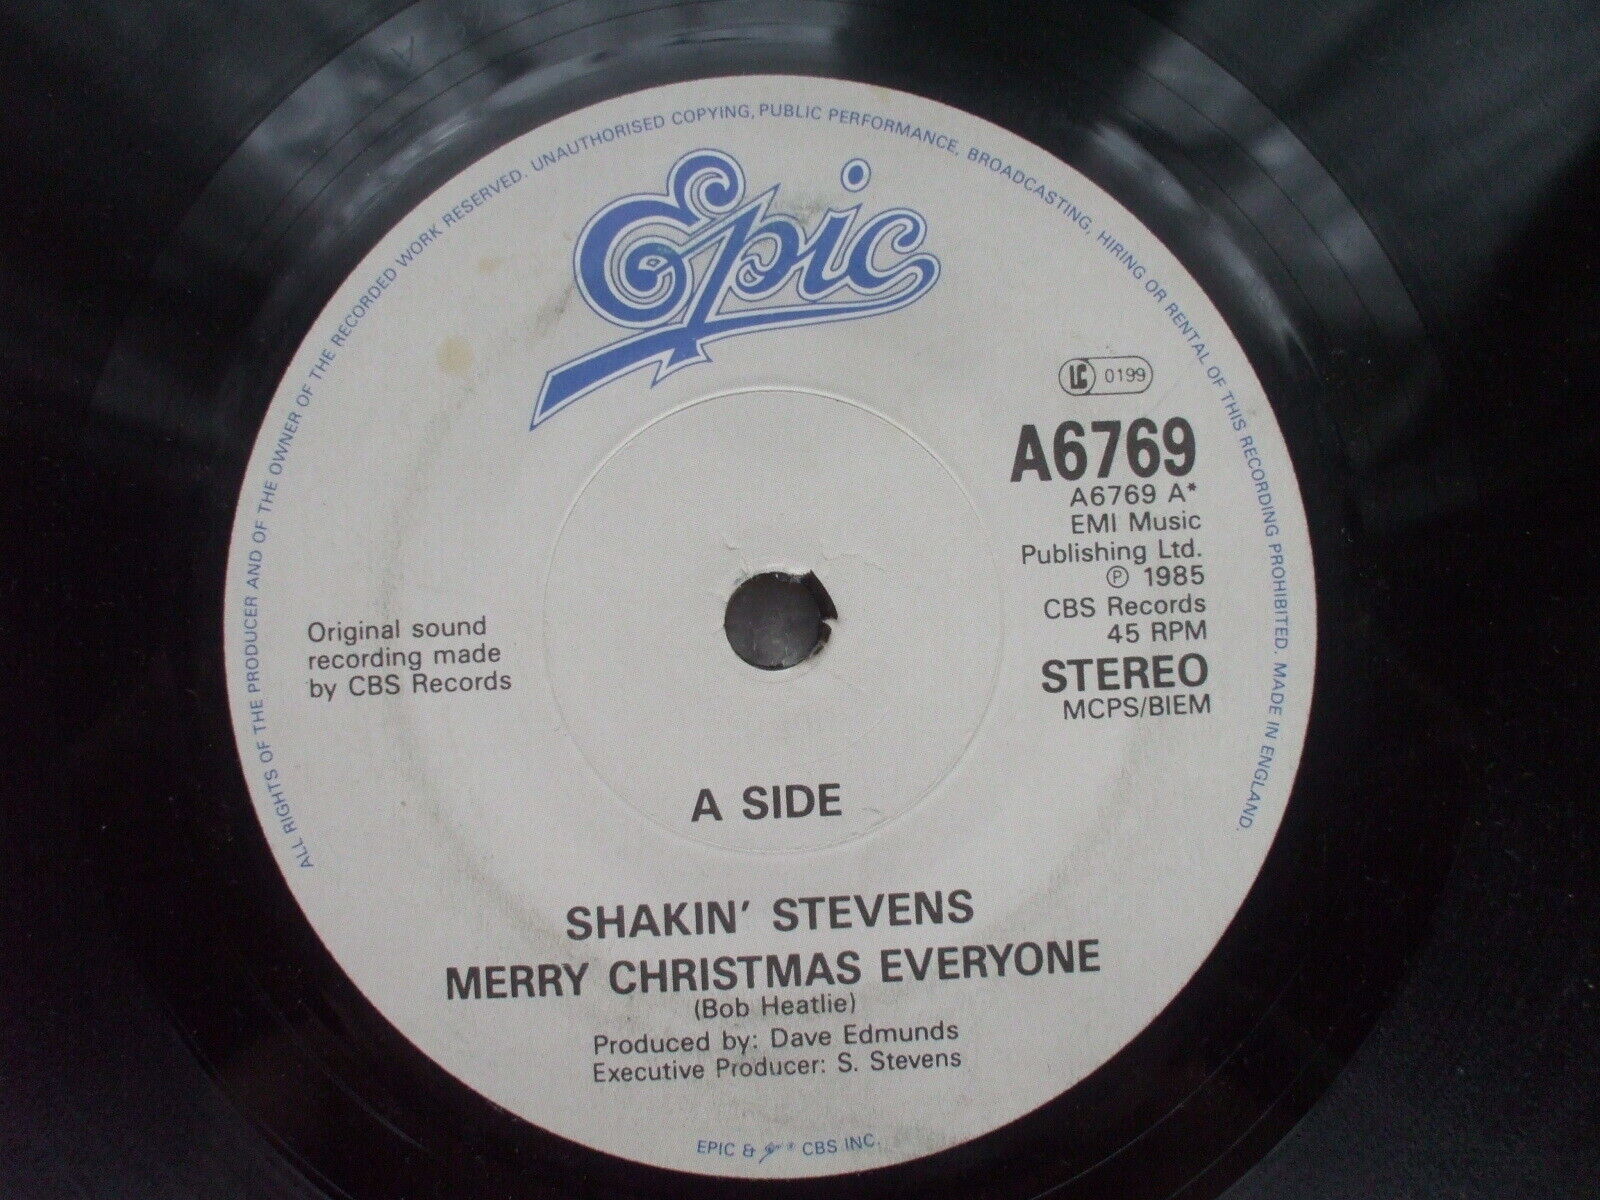 ALL RIGHTS OF THE PRODUCER AND OF THE OWNER OF THE RECORDED WORK RESERVED. UNAUTHORISED COPYING, PUBLIC PERFORMANCE, BROADCASTING, HIRING OR RENTAL OF THIS RECORDING PROHIBITED. MADE IN ENGLAND.
Epic
LC 0199
A6769
A6769 A*
EMI Music
Publishing Ltd.
℗ 1985
CBS Records
45 RPM
STEREO
MCPS/BIEM
Original sound
recording made
by CBS Records
A SIDE
SHAKIN' STEVENS
MERRY CHRISTMAS EVERYONE
(Bob Heatlie)
Produced by: Dave Edmunds
Executive Producer: S. Stevens
EPIC & * CBS INC.